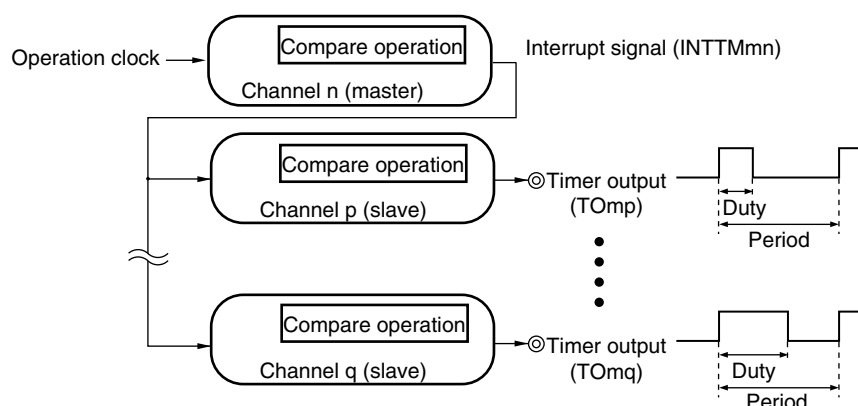 Compare operation
Operation clock
Interrupt signal (INTTMmn)
Channel n (master)
Compare operation
Channel p (slave)
Timer output
(TOmp)
Duty
Period
Compare operation
Channel q (slave)
Timer output
(TOmq)
Duty
Period